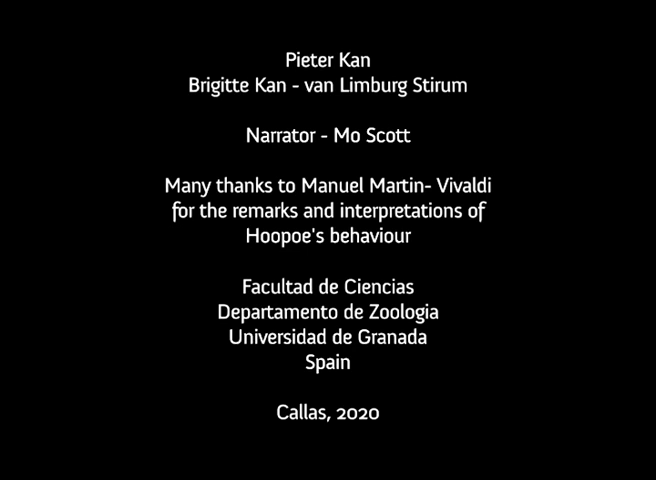 Pieter Kan
Brigitte Kan - van Limburg Stirum
Narrator - Mo Scott
Many thanks to Manuel Martin- Vivaldi
for the remarks and interpretations of
Hoopoe's behaviour
Facultad de Ciencias
Departamento de Zoologia
Universidad de Granada
Spain
Callas, 2020